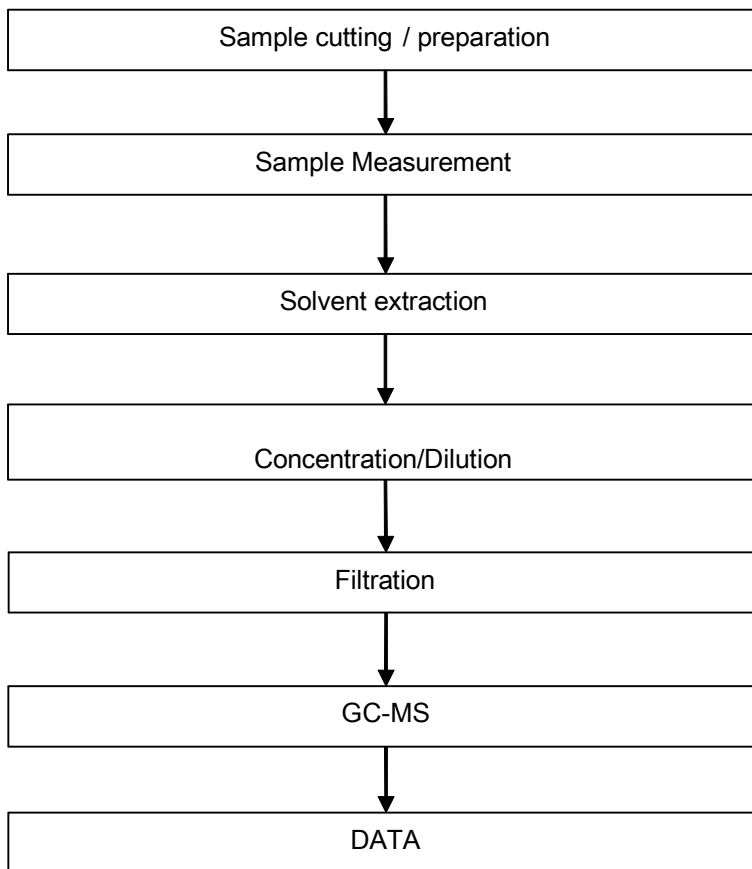 Sample cutting / preparation
Sample Measurement
Solvent extraction
Concentration/Dilution
Filtration
GC-MS
DATA